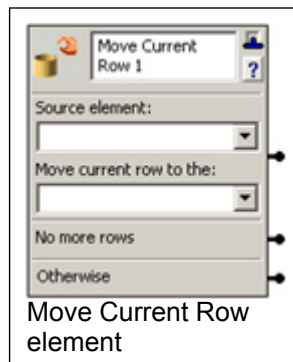 Move Current
Row 1
?
Source element:
Move current row to the:
No more rows
Otherwise
Move Current Row
element